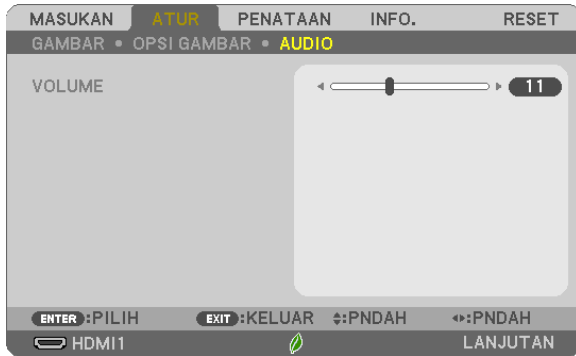 MASUKAN ATUR PENATAAN INFO. RESET
GAMBAR • OPSI GAMBAR • AUDIO
VOLUME 11
ENTER :PILIH EXIT :KELUAR :PNDAH :PNDAH
HDMI1 LANJUTAN